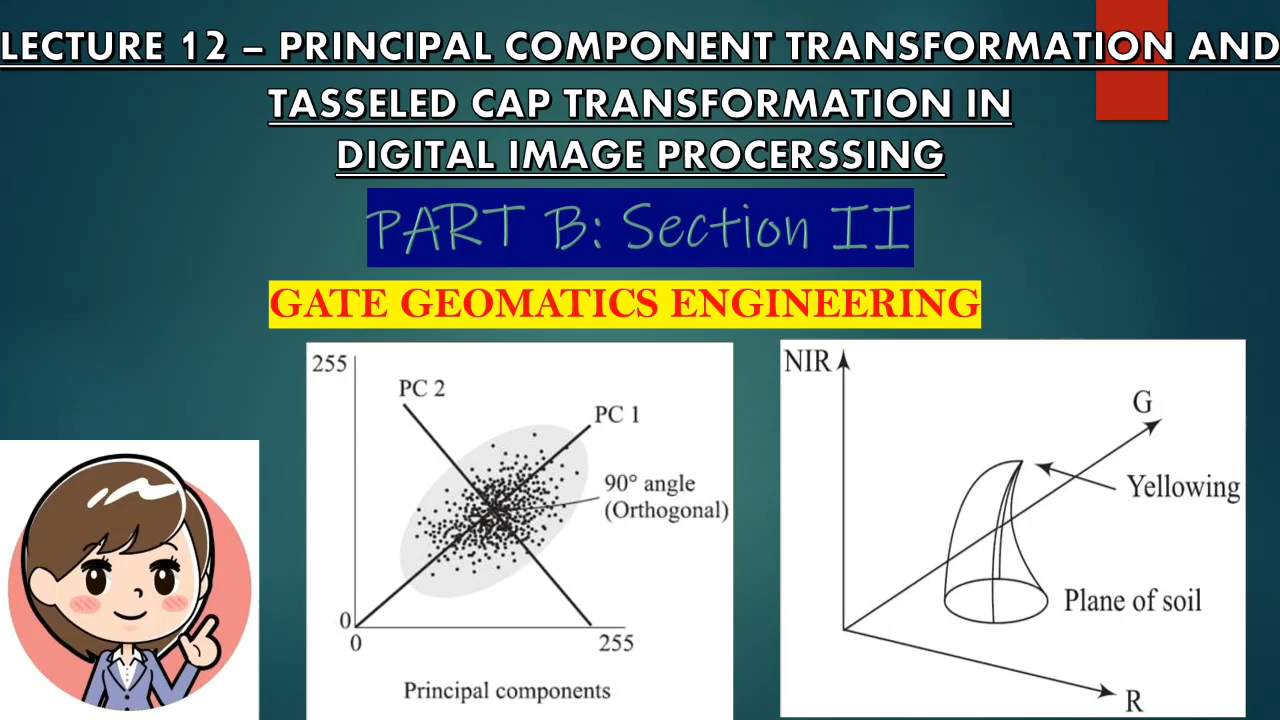 LECTURE 12 – PRINCIPAL COMPONENT TRANSFORMATION AND
TASSELED CAP TRANSFORMATION IN
DIGITAL IMAGE PROCERSSING
PART B: Section II
GATE GEOMATICS ENGINEERING
255
PC 2
PC 1
90° angle
(Orthogonal)
0
0
255
Principal components
NIR
G
Yellowing
Plane of soil
R